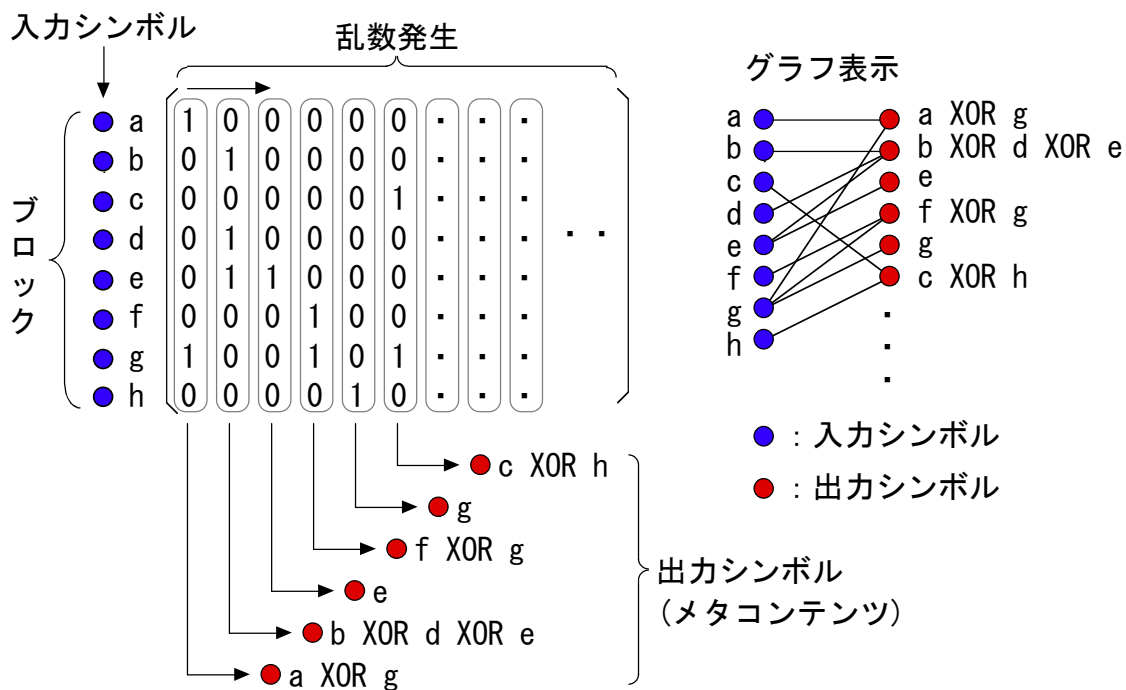 入力シンボル
乱数発生
ブロック
a 1 0 0 0 0 0 · · ·
b 0 1 0 0 0 0 · · ·
c 0 0 0 0 0 1 · · ·
d 0 1 0 0 0 0 · · · · ·
e 0 1 1 0 0 0 · · ·
f 0 0 0 1 0 0 · · ·
g 1 0 0 1 0 1 · · ·
h 0 0 0 0 1 0 · · ·
c XOR h
g
f XOR g
e
b XOR d XOR e
a XOR g
出力シンボル
(メタコンテンツ)
グラフ表示
a a XOR g
b b XOR d XOR e
c e
d f XOR g
e g
f c XOR h
g ·
h ·
·
: 入力シンボル
: 出力シンボル